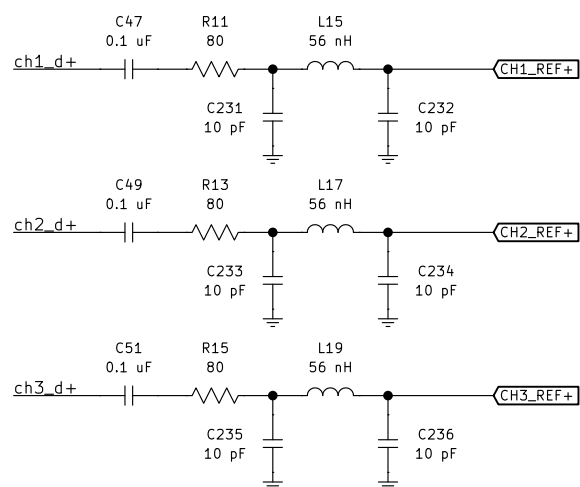 C47 R11 L15
0.1 uF 80 56 nH
ch1_d+ CH1_REF+
C231 C232
10 pF 10 pF
C49 R13 L17
0.1 uF 80 56 nH
ch2_d+ CH2_REF+
C233 C234
10 pF 10 pF
C51 R15 L19
0.1 uF 80 56 nH
ch3_d+ CH3_REF+
C235 C236
10 pF 10 pF